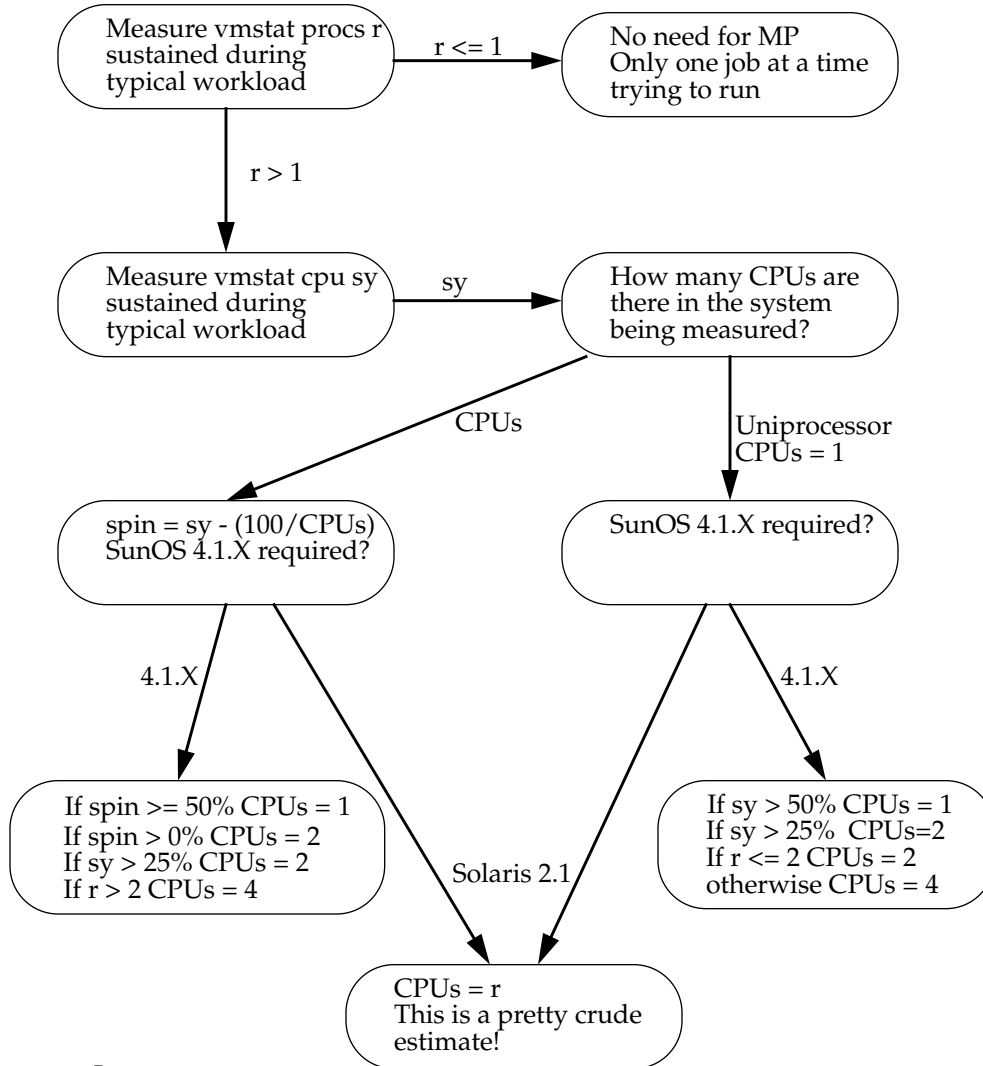 Measure vmstat procs r
sustained during
typical workload
r <= 1
No need for MP
Only one job at a time
trying to run
r > 1
Measure vmstat cpu sy
sustained during
typical workload
sy
How many CPUs are
there in the system
being measured?
CPUs
Uniprocessor
CPUs = 1
spin = sy - (100/CPUs)
SunOS 4.1.X required?
SunOS 4.1.X required?
4.1.X
4.1.X
If spin >= 50% CPUs = 1
If spin > 0% CPUs = 2
If sy > 25% CPUs = 2
If r > 2 CPUs = 4
Solaris 2.1
If sy > 50% CPUs = 1
If sy > 25%  CPUs=2
If r <= 2 CPUs = 2
otherwise CPUs = 4
CPUs = r
This is a pretty crude
estimate!